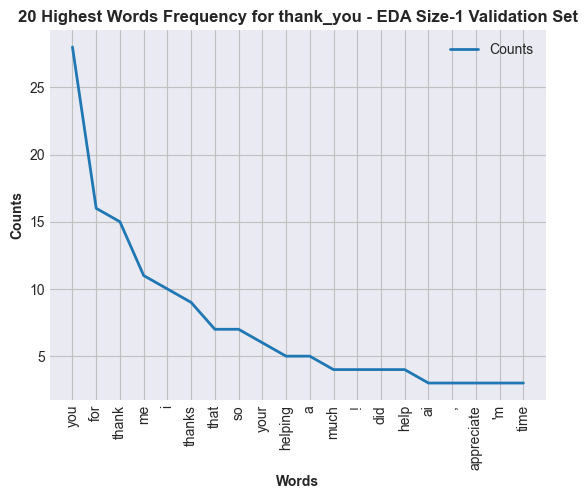 20 Highest Words Frequency for thank_you - EDA Size-1 Validation Set
Counts
Counts
25
20
15
10
5
you
for
thank
me
i
thanks
that
so
your
helping
a
much
!
did
help
ai
,
appreciate
'm
time
Words